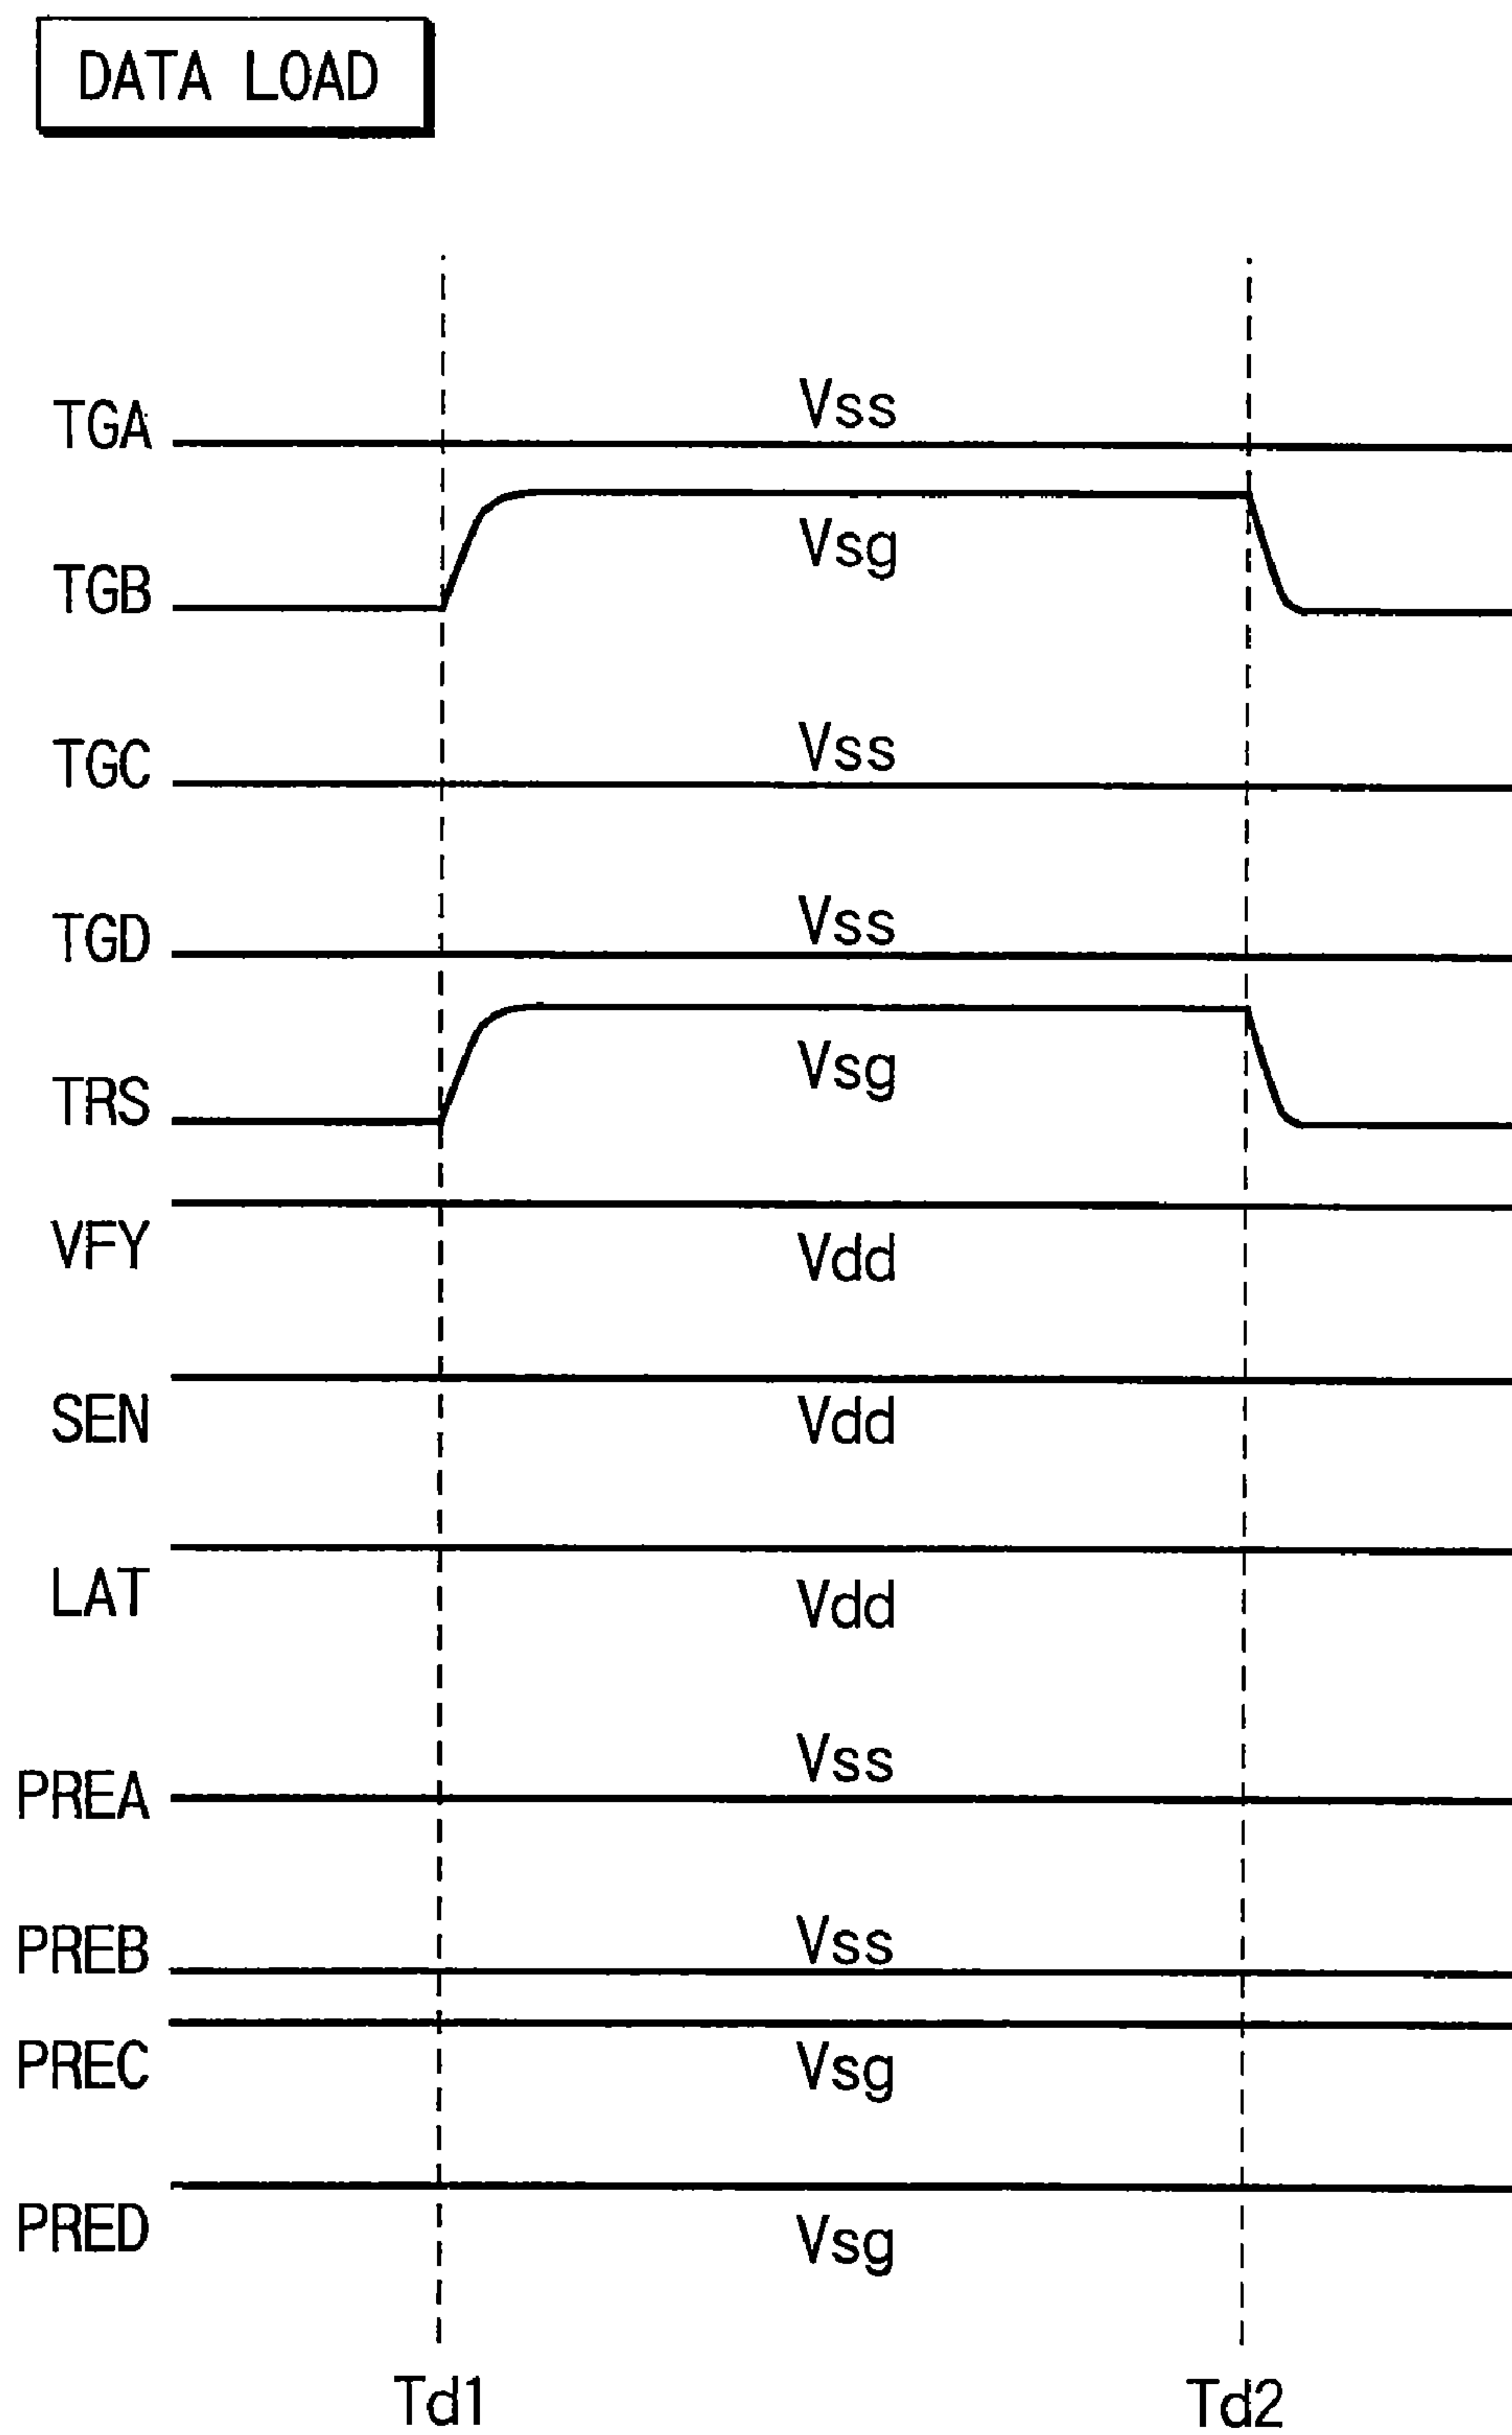 DATA LOAD
TGA Vss
TGB Vsg
TGC Vss
TGD Vss
TRS Vsg
VFY Vdd
SEN Vdd
LAT Vdd
PREA Vss
PREB Vss
PREC Vsg
PRED Vsg
Td1 Td2